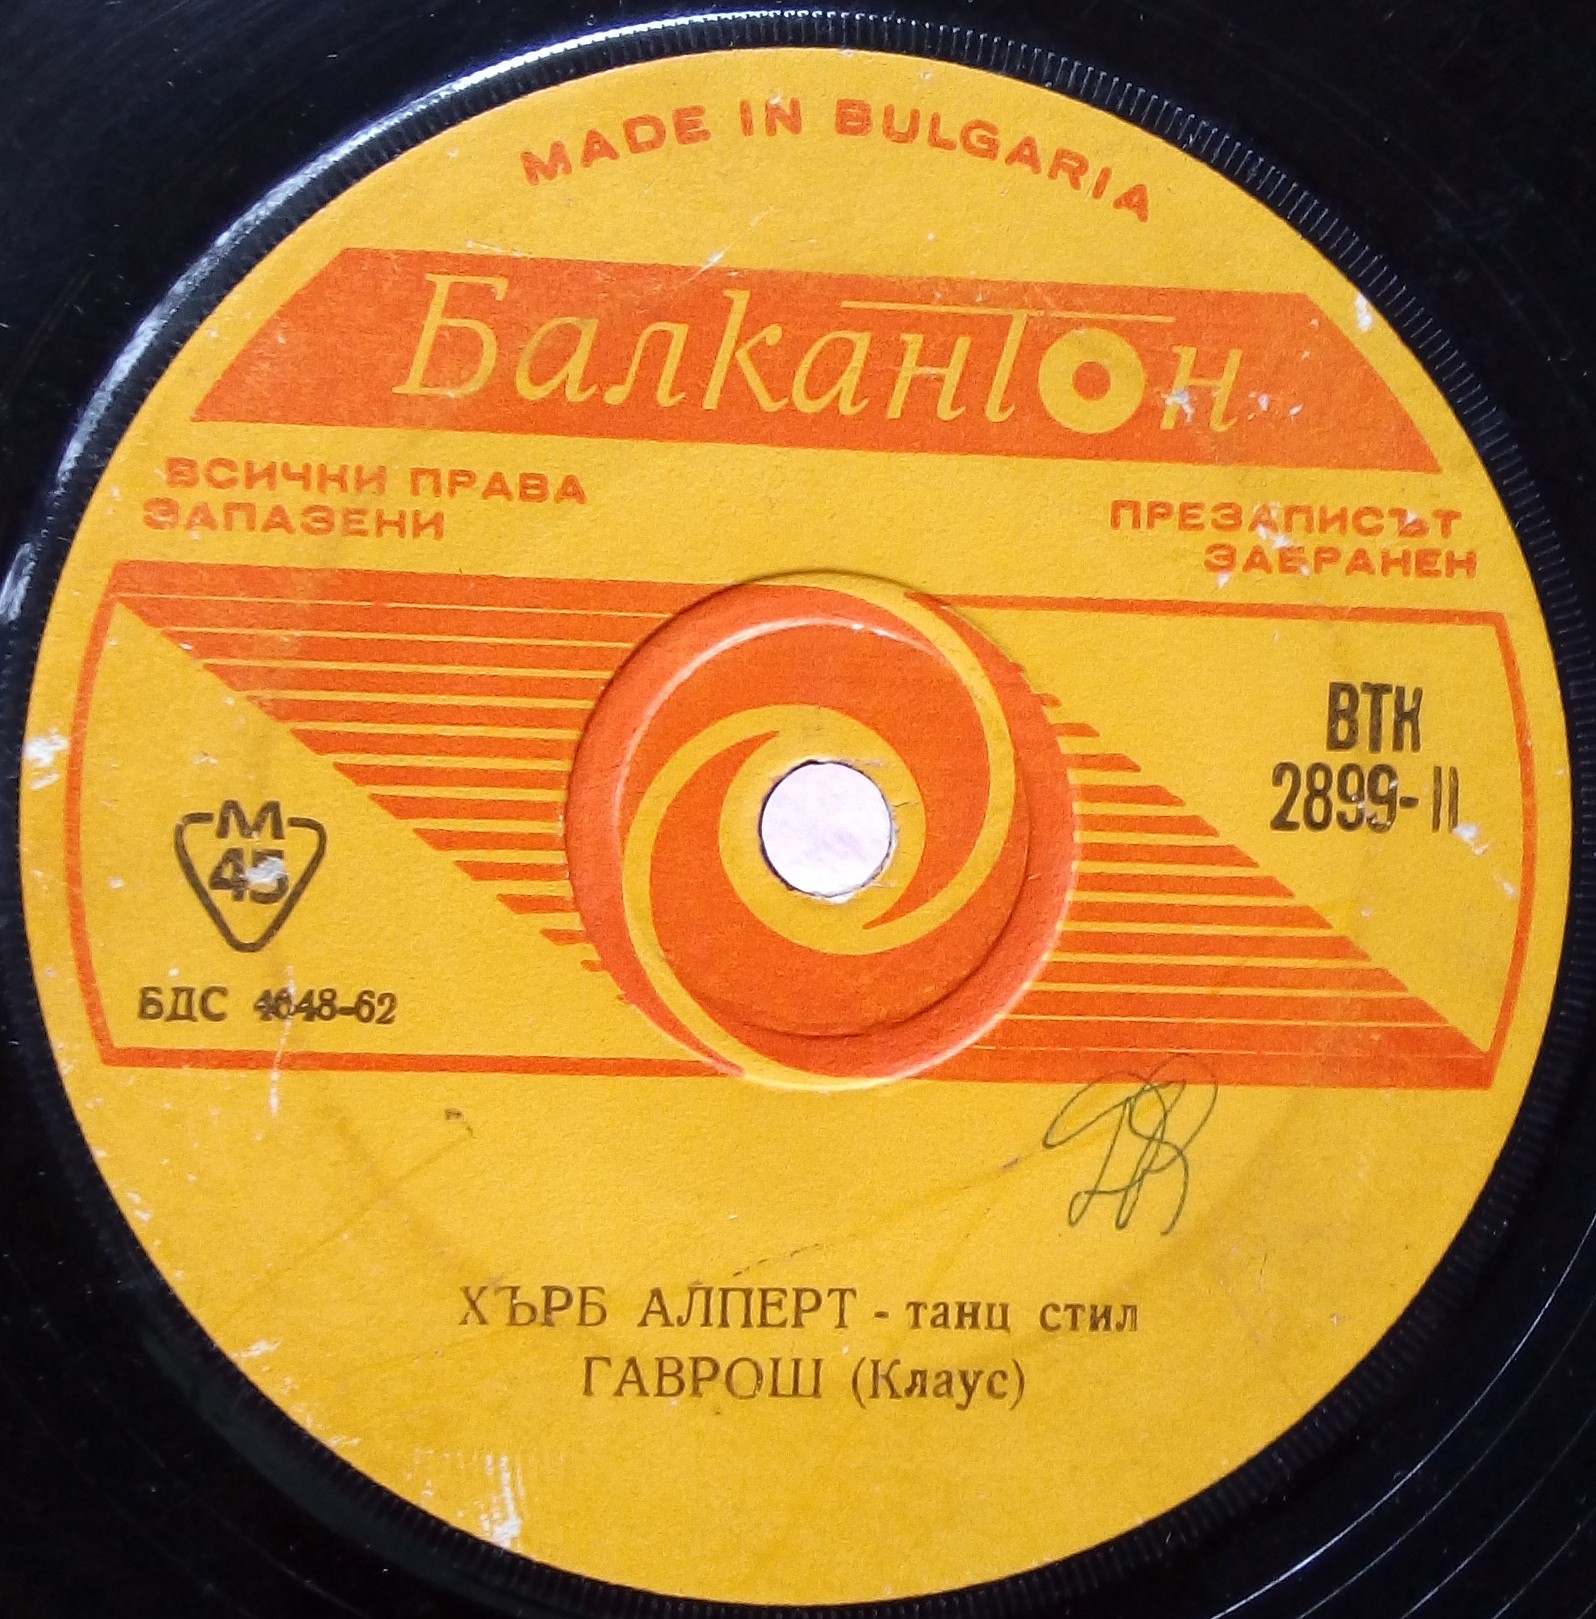 MADE IN BULGARIA
Балкантон
ВСИЧКИ ПРАВА
ЗАПАЗЕНИ
ПРЕЗАПИСЪТ
ЗАБРАНЕН
ВТК
2899-II
М
45
БДС 4048-62
ХЪРБ АЛПЕРТ - танц стил
ГАВРОШ (Клаус)